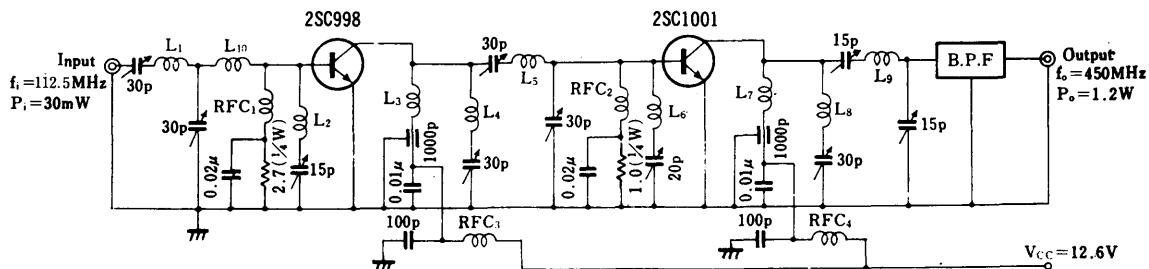 2SC998
2SC1001
Input
fi=112.5MHz
Pi=30mW
30p
L1
L10
30p
RFC1
0.02μ
2.7(1/4W)
L2
15p
L3
1000p
0.01μ
L4
30p
100p
RFC3
30p
L5
30p
RFC2
0.02μ
1.0(1/4W)
L6
20p
L7
1000p
0.01μ
L8
30p
100p
RFC4
15p
L9
15p
B.P.F
Output
fo=450MHz
Po=1.2W
VCC=12.6V